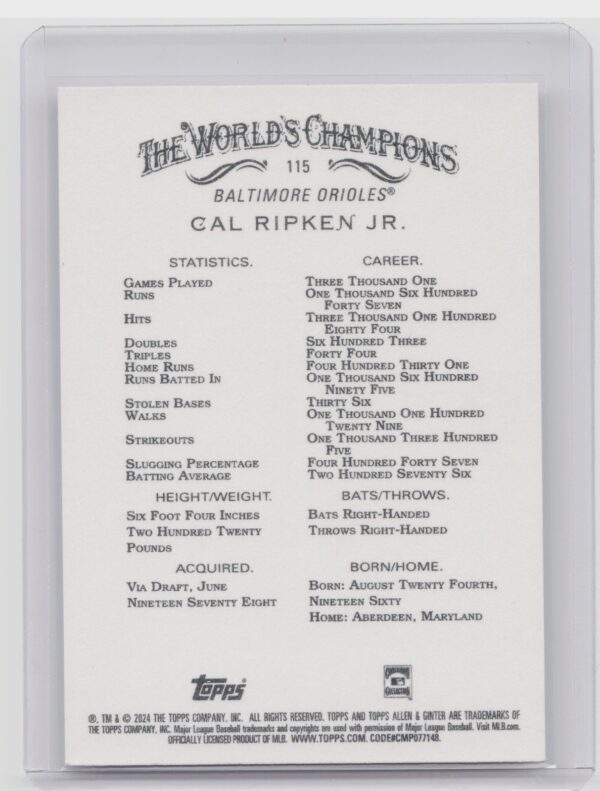 THE WORLD'S CHAMPIONS
115
BALTIMORE ORIOLES®
CAL RIPKEN JR.
STATISTICS. CAREER.
GAMES PLAYED THREE THOUSAND ONE
RUNS ONE THOUSAND SIX HUNDRED
FORTY SEVEN
HITS THREE THOUSAND ONE HUNDRED
EIGHTY FOUR
DOUBLES SIX HUNDRED THREE
TRIPLES FORTY FOUR
HOME RUNS FOUR HUNDRED THIRTY ONE
RUNS BATTED IN ONE THOUSAND SIX HUNDRED
NINETY FIVE
STOLEN BASES THIRTY SIX
WALKS ONE THOUSAND ONE HUNDRED
TWENTY NINE
STRIKEOUTS ONE THOUSAND THREE HUNDRED
FIVE
SLUGGING PERCENTAGE FOUR HUNDRED FORTY SEVEN
BATTING AVERAGE TWO HUNDRED SEVENTY SIX
HEIGHT/WEIGHT. BATS/THROWS.
SIX FOOT FOUR INCHES BATS RIGHT-HANDED
TWO HUNDRED TWENTY THROWS RIGHT-HANDED
POUNDS
ACQUIRED. BORN/HOME.
VIA DRAFT, JUNE BORN: AUGUST TWENTY FOURTH,
NINETEEN SEVENTY EIGHT NINETEEN SIXTY
HOME: ABERDEEN, MARYLAND
Topps
COOPERSTOWN
COLLECTION
®, TM & © 2024 THE TOPPS COMPANY, INC. ALL RIGHTS RESERVED. TOPPS AND TOPPS ALLEN & GINTER ARE TRADEMARKS OF
THE TOPPS COMPANY, INC. Major League Baseball trademarks and copyrights are used with permission of Major League Baseball. Visit MLB.com.
OFFICIALLY LICENSED PRODUCT OF MLB. WWW.TOPPS.COM. CODE#CMP077148.